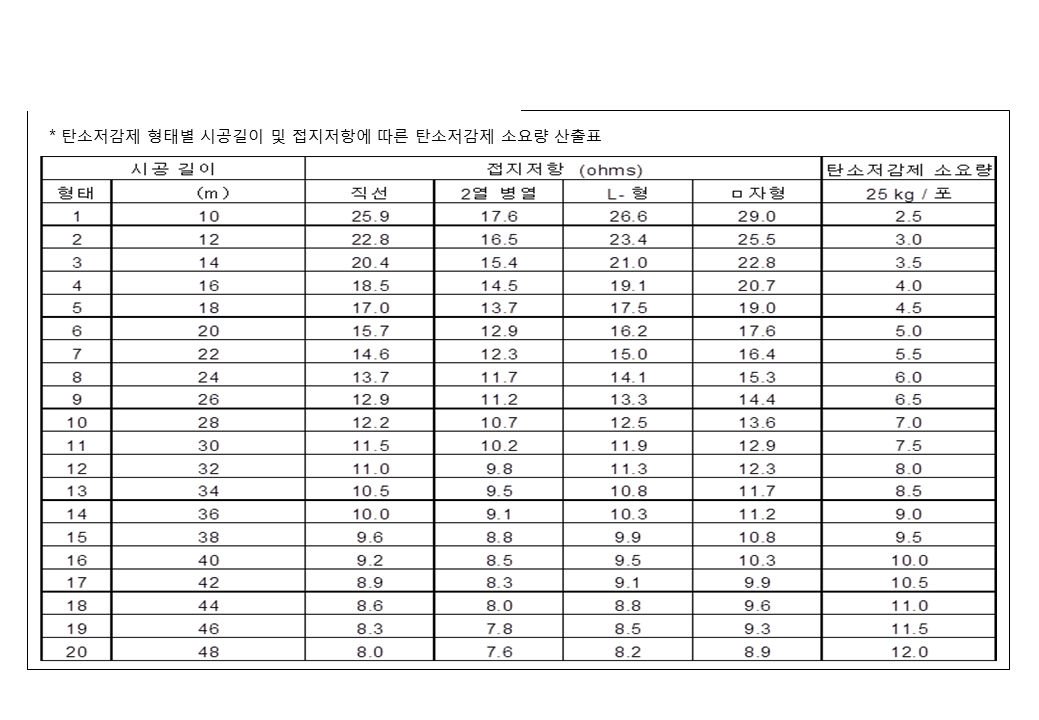 * 탄소저감제 형태별 시공길이 및 접지저항에 따른 탄소저감제 소요량 산출표
시공 길이 접지저항 (ohms) 탄소저감제 소요량
형태 (m) 직선 2열 병열 L- 형 ㅁ자형 25 kg / 포
1 10 25.9 17.6 26.6 29.0 2.5
2 12 22.8 16.5 23.4 25.5 3.0
3 14 20.4 15.4 21.0 22.8 3.5
4 16 18.5 14.5 19.1 20.7 4.0
5 18 17.0 13.7 17.5 19.0 4.5
6 20 15.7 12.9 16.2 17.6 5.0
7 22 14.6 12.3 15.0 16.4 5.5
8 24 13.7 11.7 14.1 15.3 6.0
9 26 12.9 11.2 13.3 14.4 6.5
10 28 12.2 10.7 12.5 13.6 7.0
11 30 11.5 10.2 11.9 12.9 7.5
12 32 11.0 9.8 11.3 12.3 8.0
13 34 10.5 9.5 10.8 11.7 8.5
14 36 10.0 9.1 10.3 11.2 9.0
15 38 9.6 8.8 9.9 10.8 9.5
16 40 9.2 8.5 9.5 10.3 10.0
17 42 8.9 8.3 9.1 9.9 10.5
18 44 8.6 8.0 8.8 9.6 11.0
19 46 8.3 7.8 8.5 9.3 11.5
20 48 8.0 7.6 8.2 8.9 12.0